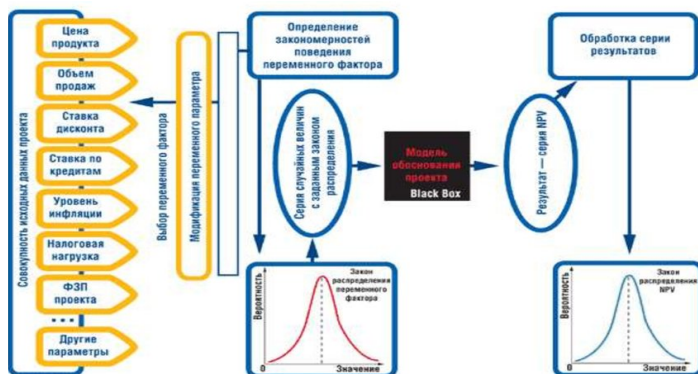 Совокупность исходных данных проекта
Цена
продукта
Объем
продаж
Ставка
дисконта
Ставка по
кредитам
Уровень
инфляции
Налоговая
нагрузка
ФЗП
проекта
Другие
параметры
Выбор переменного фактора
Модификация переменного параметра
Определение
закономерностей
поведения
переменного фактора
Серия случайных величин
с заданным законом
распределения
Вероятность
Закон
распределения
переменного
фактора
0
Значение
Модель
обоснования
проекта
Black Box
Результат — серия NPV
Обработка серии
результатов
Вероятность
Закон
распределения
NPV
0
Значение